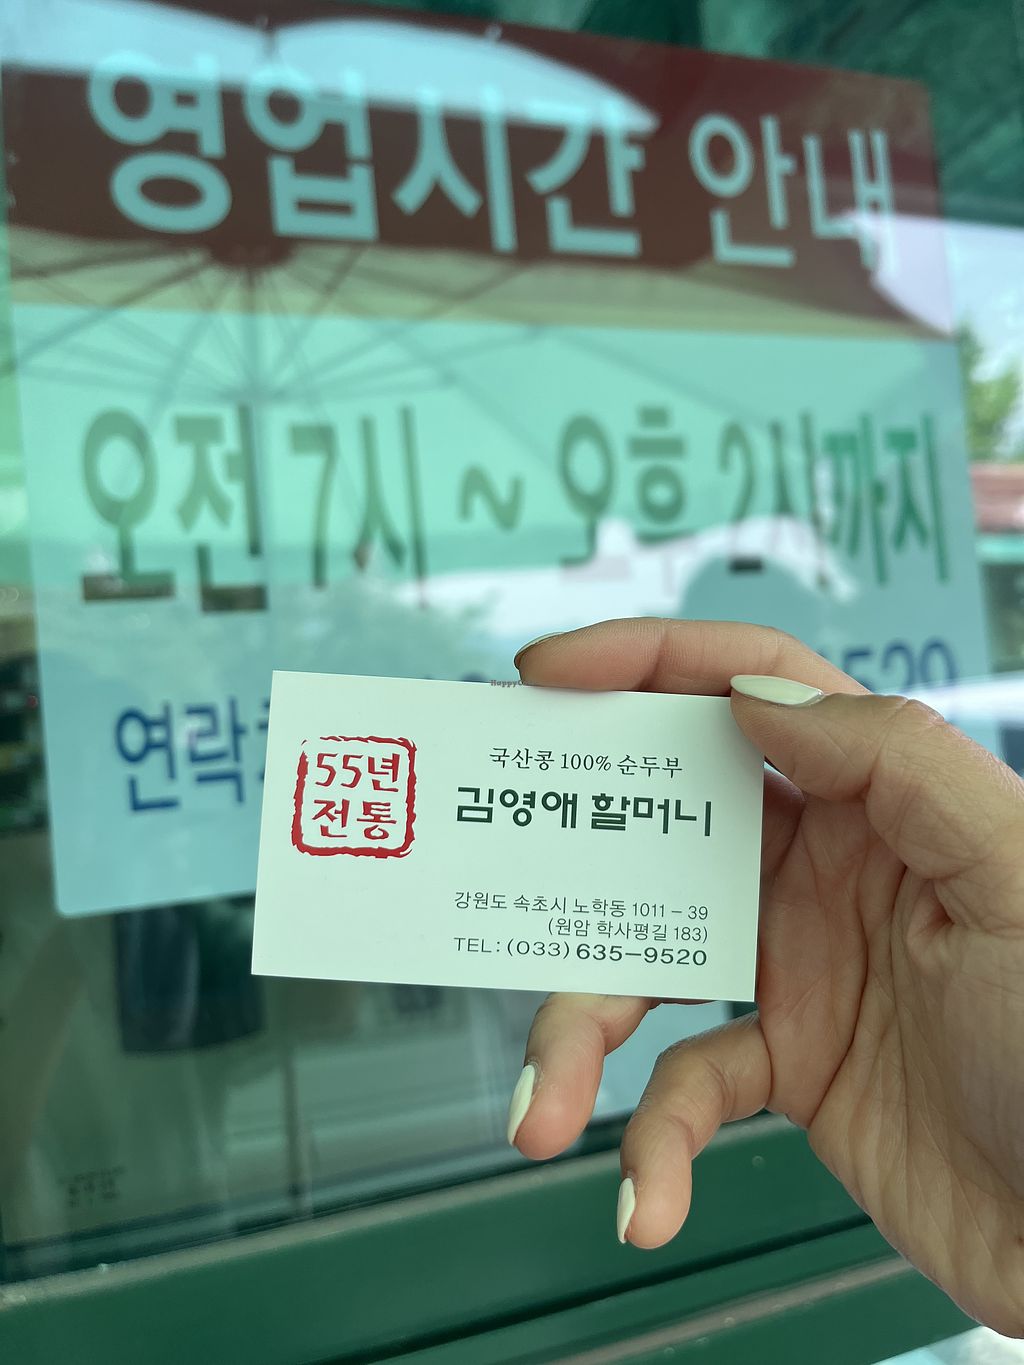 영업시간 안내
오전 7시 ~ 오후 2시까지
연락
55년
전통
국산콩 100% 순두부
김영애 할머니
강원도 속초시 노학동 1011 - 39
(원암 학사평길 183)
TEL : (033) 635-9520